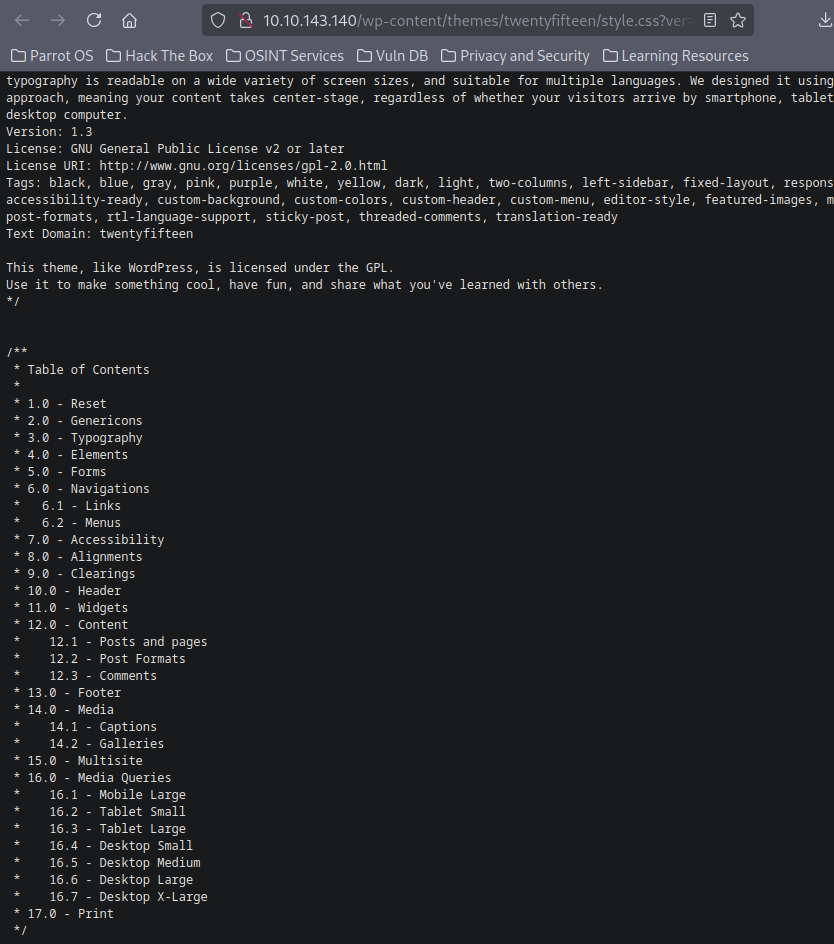 10.10.143.140/wp-content/themes/twentyfifteen/style.css?ver=
Parrot OS Hack The Box OSINT Services Vuln DB Privacy and Security Learning Resources
typography is readable on a wide variety of screen sizes, and suitable for multiple languages. We designed it using
approach, meaning your content takes center-stage, regardless of whether your visitors arrive by smartphone, tablet
desktop computer.
Version: 1.3
License: GNU General Public License v2 or later
License URI: http://www.gnu.org/licenses/gpl-2.0.html
Tags: black, blue, gray, pink, purple, white, yellow, dark, light, two-columns, left-sidebar, fixed-layout, respons
accessibility-ready, custom-background, custom-colors, custom-header, custom-menu, editor-style, featured-images, m
post-formats, rtl-language-support, sticky-post, threaded-comments, translation-ready
Text Domain: twentyfifteen
This theme, like WordPress, is licensed under the GPL.
Use it to make something cool, have fun, and share what you've learned with others.
*/
/**
* Table of Contents
*
* 1.0 - Reset
* 2.0 - Genericons
* 3.0 - Typography
* 4.0 - Elements
* 5.0 - Forms
* 6.0 - Navigations
* 6.1 - Links
* 6.2 - Menus
* 7.0 - Accessibility
* 8.0 - Alignments
* 9.0 - Clearings
* 10.0 - Header
* 11.0 - Widgets
* 12.0 - Content
* 12.1 - Posts and pages
* 12.2 - Post Formats
* 12.3 - Comments
* 13.0 - Footer
* 14.0 - Media
* 14.1 - Captions
* 14.2 - Galleries
* 15.0 - Multisite
* 16.0 - Media Queries
* 16.1 - Mobile Large
* 16.2 - Tablet Small
* 16.3 - Tablet Large
* 16.4 - Desktop Small
* 16.5 - Desktop Medium
* 16.6 - Desktop Large
* 16.7 - Desktop X-Large
* 17.0 - Print
*/